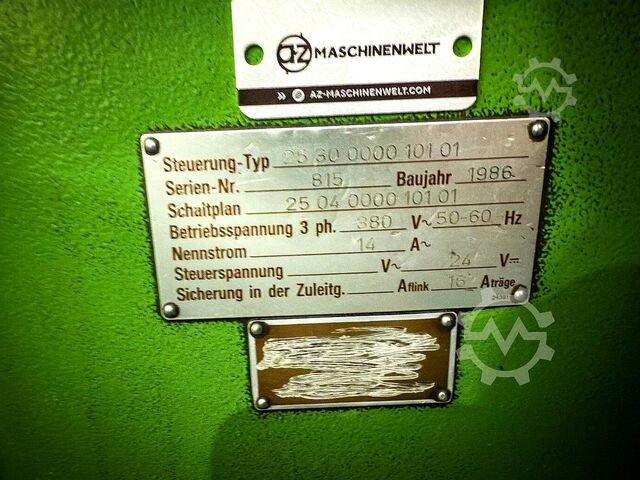 az MASCHINENWELT
» AZ-MASCHINENWELT.COM
Steuerung-Typ 25 30 0000 101 01
Serien-Nr. 815 Baujahr 1986
Schaltplan 25 04 0000 101 01
Betriebsspannung 3 ph. 380 V~ 50-60 Hz
Nennstrom 14 A~
Steuerspannung V~ 24 V⎓
Sicherung in der Zuleitg. Aflink 16 Aträge